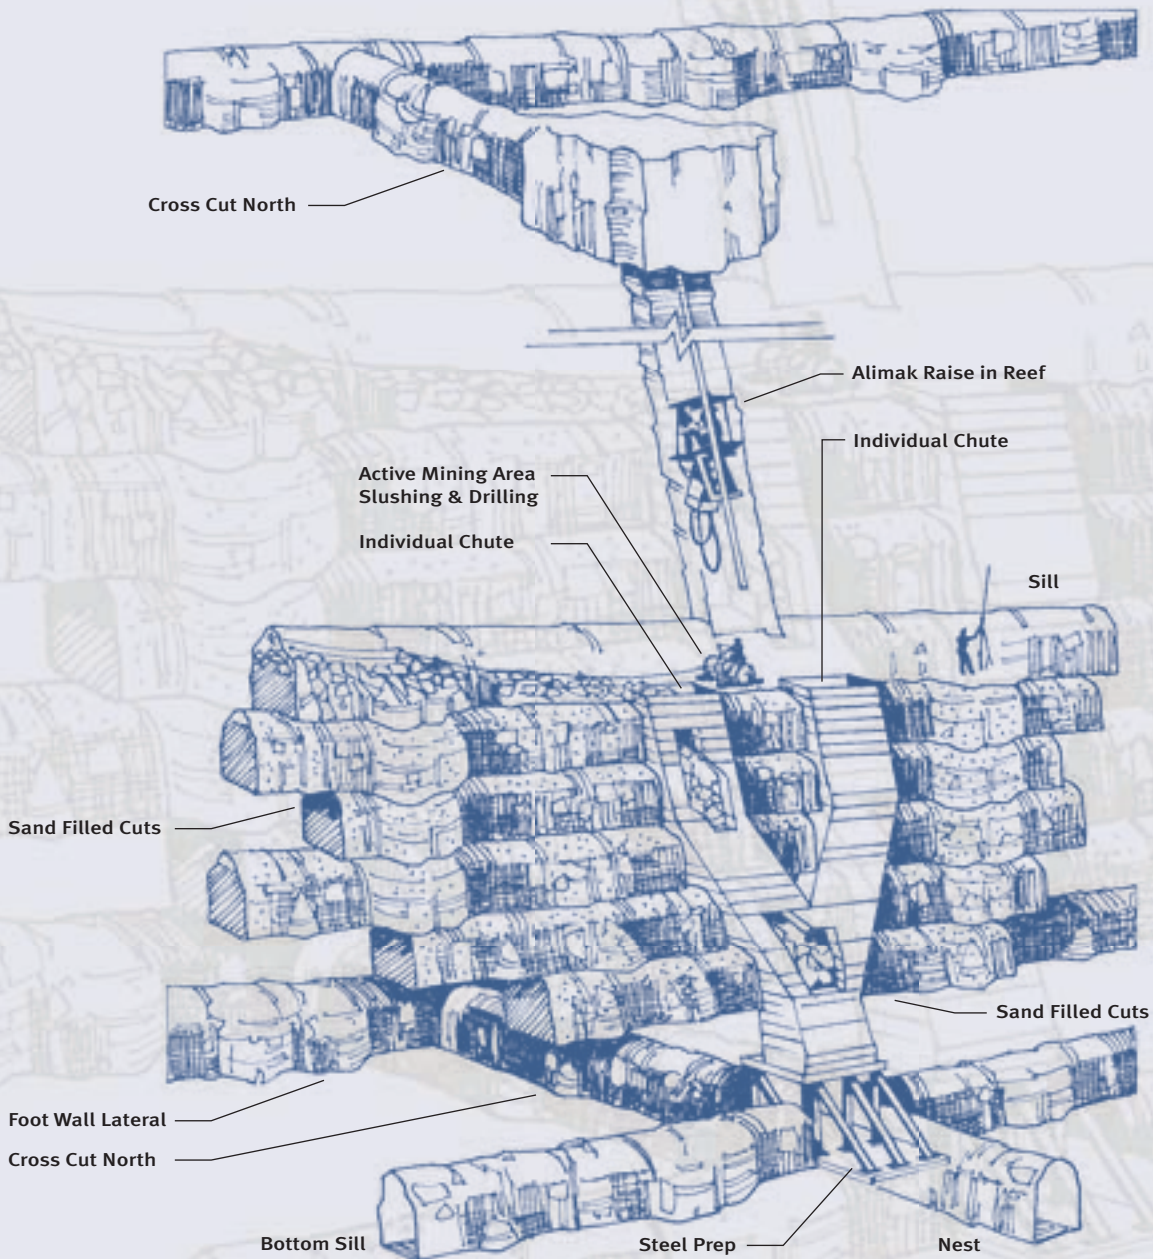 Cross Cut North
Alimak Raise in Reef
Individual Chute
Active Mining Area
Slushing & Drilling
Individual Chute
Sill
Sand Filled Cuts
Sand Filled Cuts
Foot Wall Lateral
Cross Cut North
Bottom Sill
Steel Prep
Nest